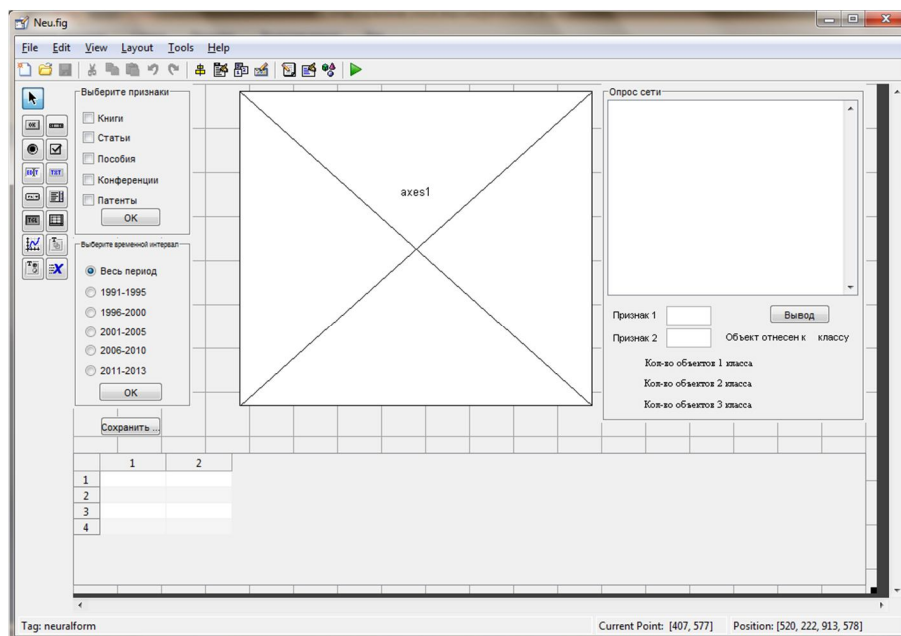 Neu.fig
File Edit View Layout Tools Help
Выберите признаки
Книги
Статьи
Пособия
Конференции
Патенты
OK
Выберите временной интервал
Весь период
1991-1995
1996-2000
2001-2005
2006-2010
2011-2013
OK
Сохранить ...
axes1
Опрос сети
Признак 1
Вывод
Признак 2
Объект отнесен к классу
Кол-во объектов 1 класса
Кол-во объектов 2 класса
Кол-во объектов 3 класса
1 2
1
2
3
4
Tag: neuralform
Current Point: [407, 577] Position: [520, 222, 913, 578]